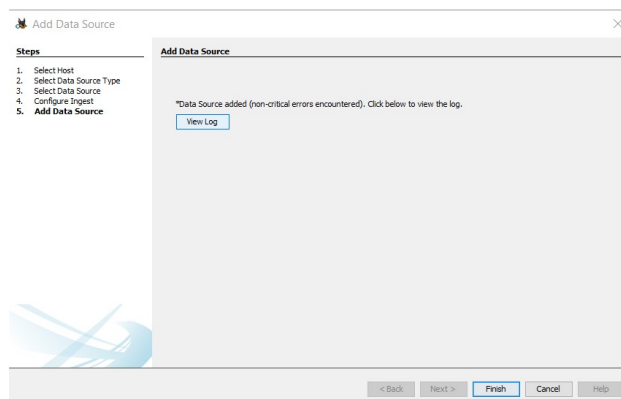 Add Data Source
Steps
1. Select Host
2. Select Data Source Type
3. Select Data Source
4. Configure Ingest
5. Add Data Source
Add Data Source
*Data Source added (non-critical errors encountered). Click below to view the log.
View Log
< Back Next > Finish Cancel Help